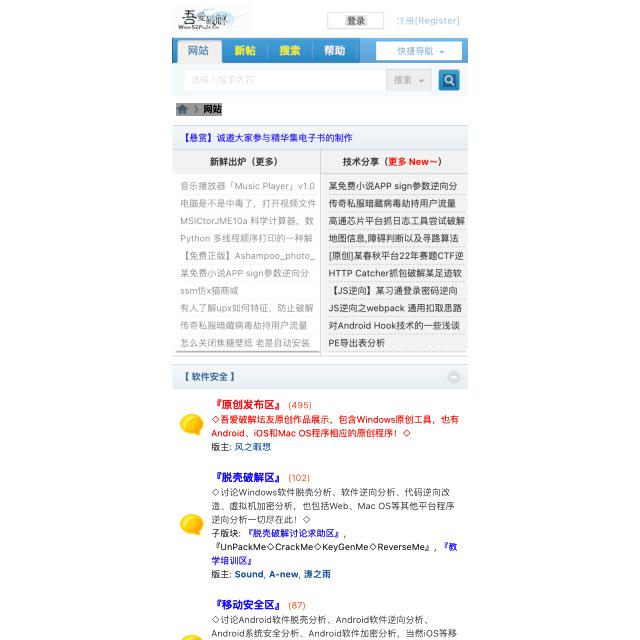 吾爱破解
Www.52PoJie.Cn
登录
注册[Register]
网站
新帖
搜索
帮助
快捷导航
请输入搜索内容
搜索
网站
【悬赏】诚邀大家参与精华集电子书的制作
新鲜出炉（更多）
技术分享（更多 New～）
音乐播放器「Music Player」v1.0
某免费小说APP sign参数逆向分
电脑是不是中毒了，打开视频文件
传奇私服暗藏病毒劫持用户流量
MSICtorJME10a 科学计算器，数
高通芯片平台抓日志工具尝试破解
Python 多线程顺序打印的一种解
地图信息,障碍判断以及寻路算法
【免费正版】Ashampoo_photo_
[原创]某春秋平台22年赛题CTF逆
某免费小说APP sign参数逆向分
HTTP Catcher抓包破解某足迹软
ssm仿x猫商城
【JS逆向】某习通登录密码逆向
有人了解upx如何特征，防止破解
JS逆向之webpack 通用扣取思路
传奇私服暗藏病毒劫持用户流量
对Android Hook技术的一些浅谈
怎么关闭焦糖壁纸 老是自动安装
PE导出表分析
【 软件安全 】
『原创发布区』 (495)
◇吾爱破解坛友原创作品展示，包含Windows原创工具，也有
Android、iOS和Mac OS程序相应的原创程序！◇
版主: 风之暇想
『脱壳破解区』 (102)
◇讨论Windows软件脱壳分析、软件逆向分析、代码逆向改
造、虚拟机加密分析，也包括Web、Mac OS等其他平台程序
逆向分析一切尽在此！◇
子版块: 『脱壳破解讨论求助区』,
『UnPackMe◇CrackMe◇KeyGenMe◇ReverseMe』, 『教
学培训区』
版主: Sound, A-new, 涛之雨
『移动安全区』 (87)
◇讨论Android软件脱壳分析、Android软件逆向分析、
Android系统安全分析、Android软件加密分析，当然iOS等移